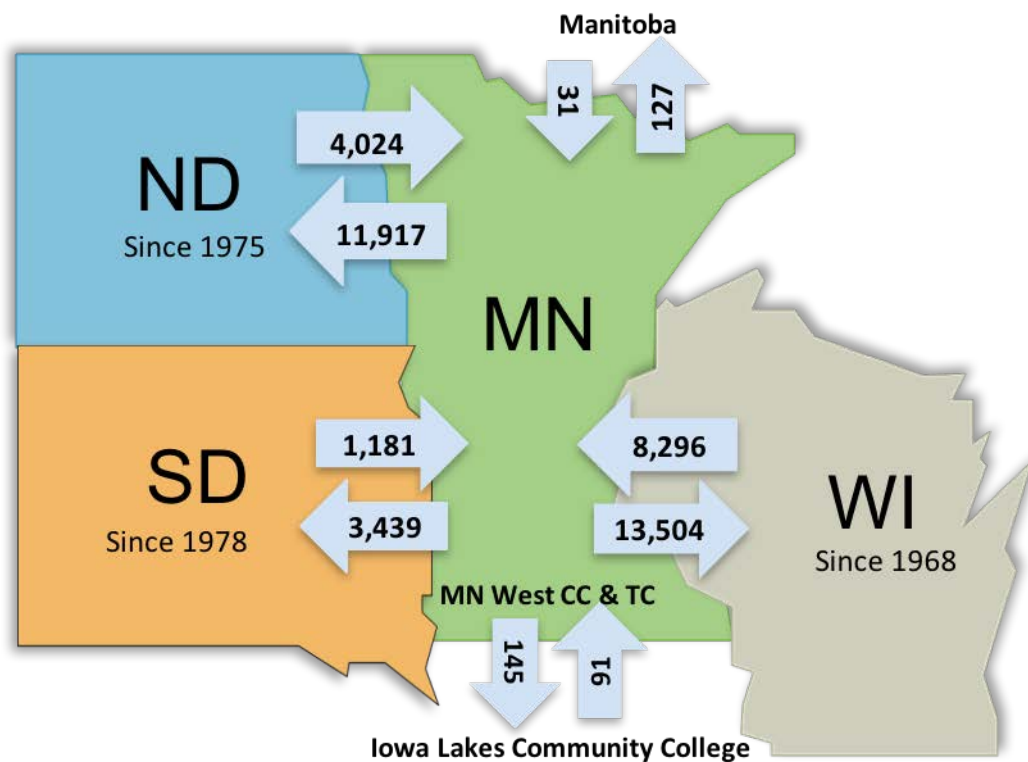 Manitoba
31
127
4,024
ND
Since 1975
11,917
MN
1,181
8,296
SD
Since 1978
3,439
13,504
WI
Since 1968
MN West CC & TC
145
16
Iowa Lakes Community College